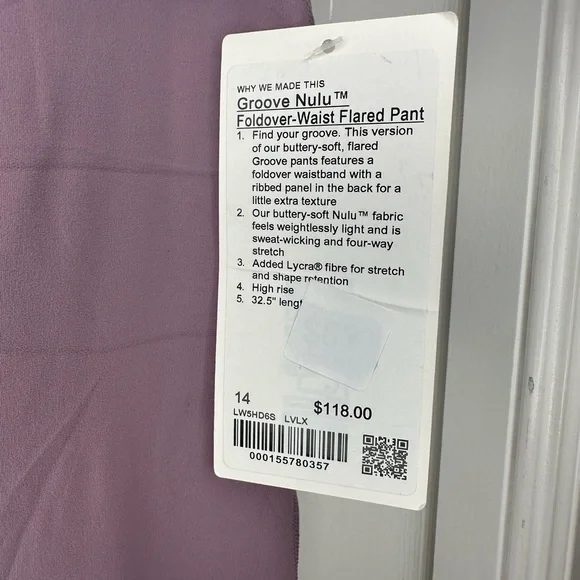 WHY WE MADE THIS
Groove Nulu™
Foldover-Waist Flared Pant
1. Find your groove. This version
of our buttery-soft, flared
Groove pants features a
foldover waistband with a
ribbed panel in the back for a
little extra texture
2. Our buttery-soft Nulu™ fabric
feels weightlessly light and is
sweat-wicking and four-way
stretch
3. Added Lycra® fibre for stretch
and shape retention
4. High rise
5. 32.5"
14
$118.00
LW5HD6S LVLX
000155780357